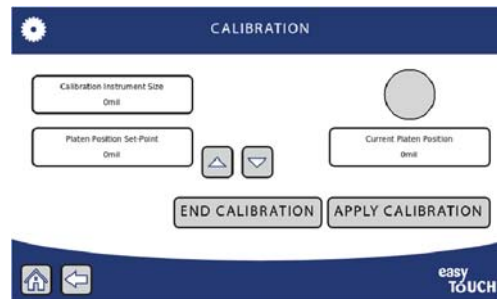 CALIBRATION
Calibration Instrument Size
0mil
Platen Position Set-Point
0mil
Current Platen Position
0mil
END CALIBRATION
APPLY CALIBRATION
easy
TOUCH